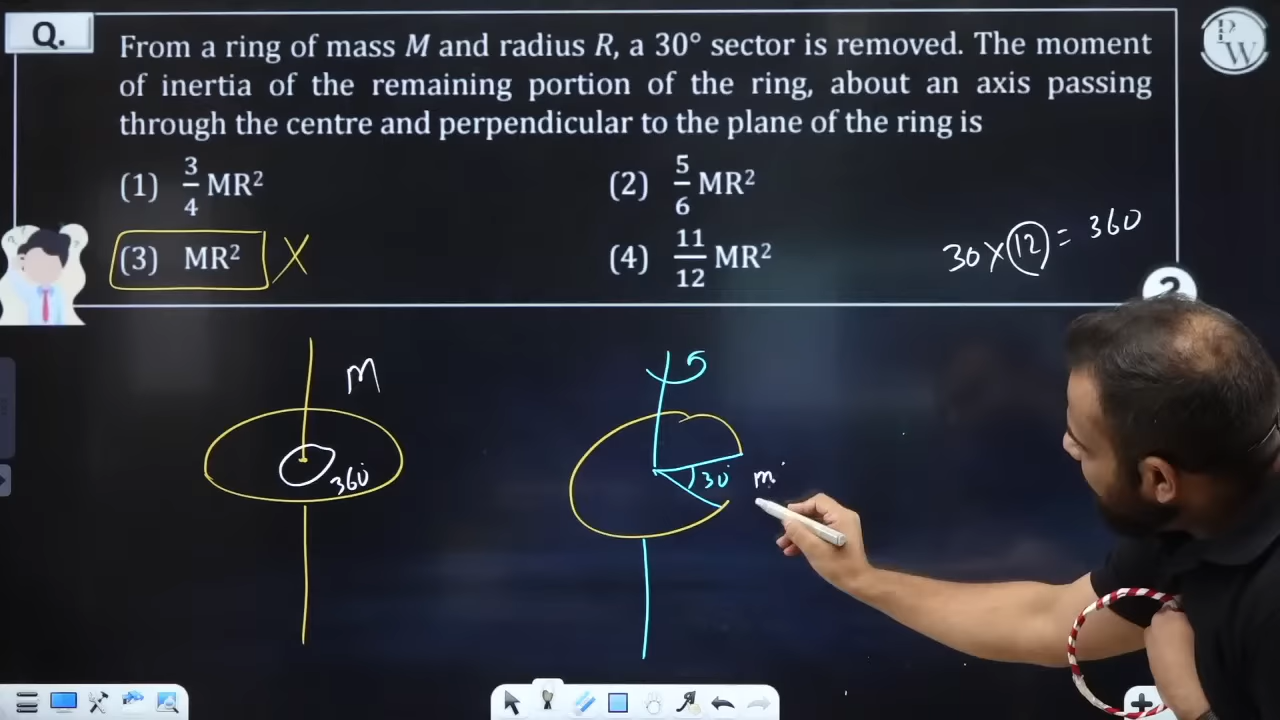 Q.
From a ring of mass M and radius R, a 30° sector is removed. The moment
of inertia of the remaining portion of the ring, about an axis passing
through the centre and perpendicular to the plane of the ring is
(1) 3/4 MR²
(2) 5/6 MR²
(3) MR² X
(4) 11/12 MR²
30 × 12 = 360
P
W
M
360°
30°
m'